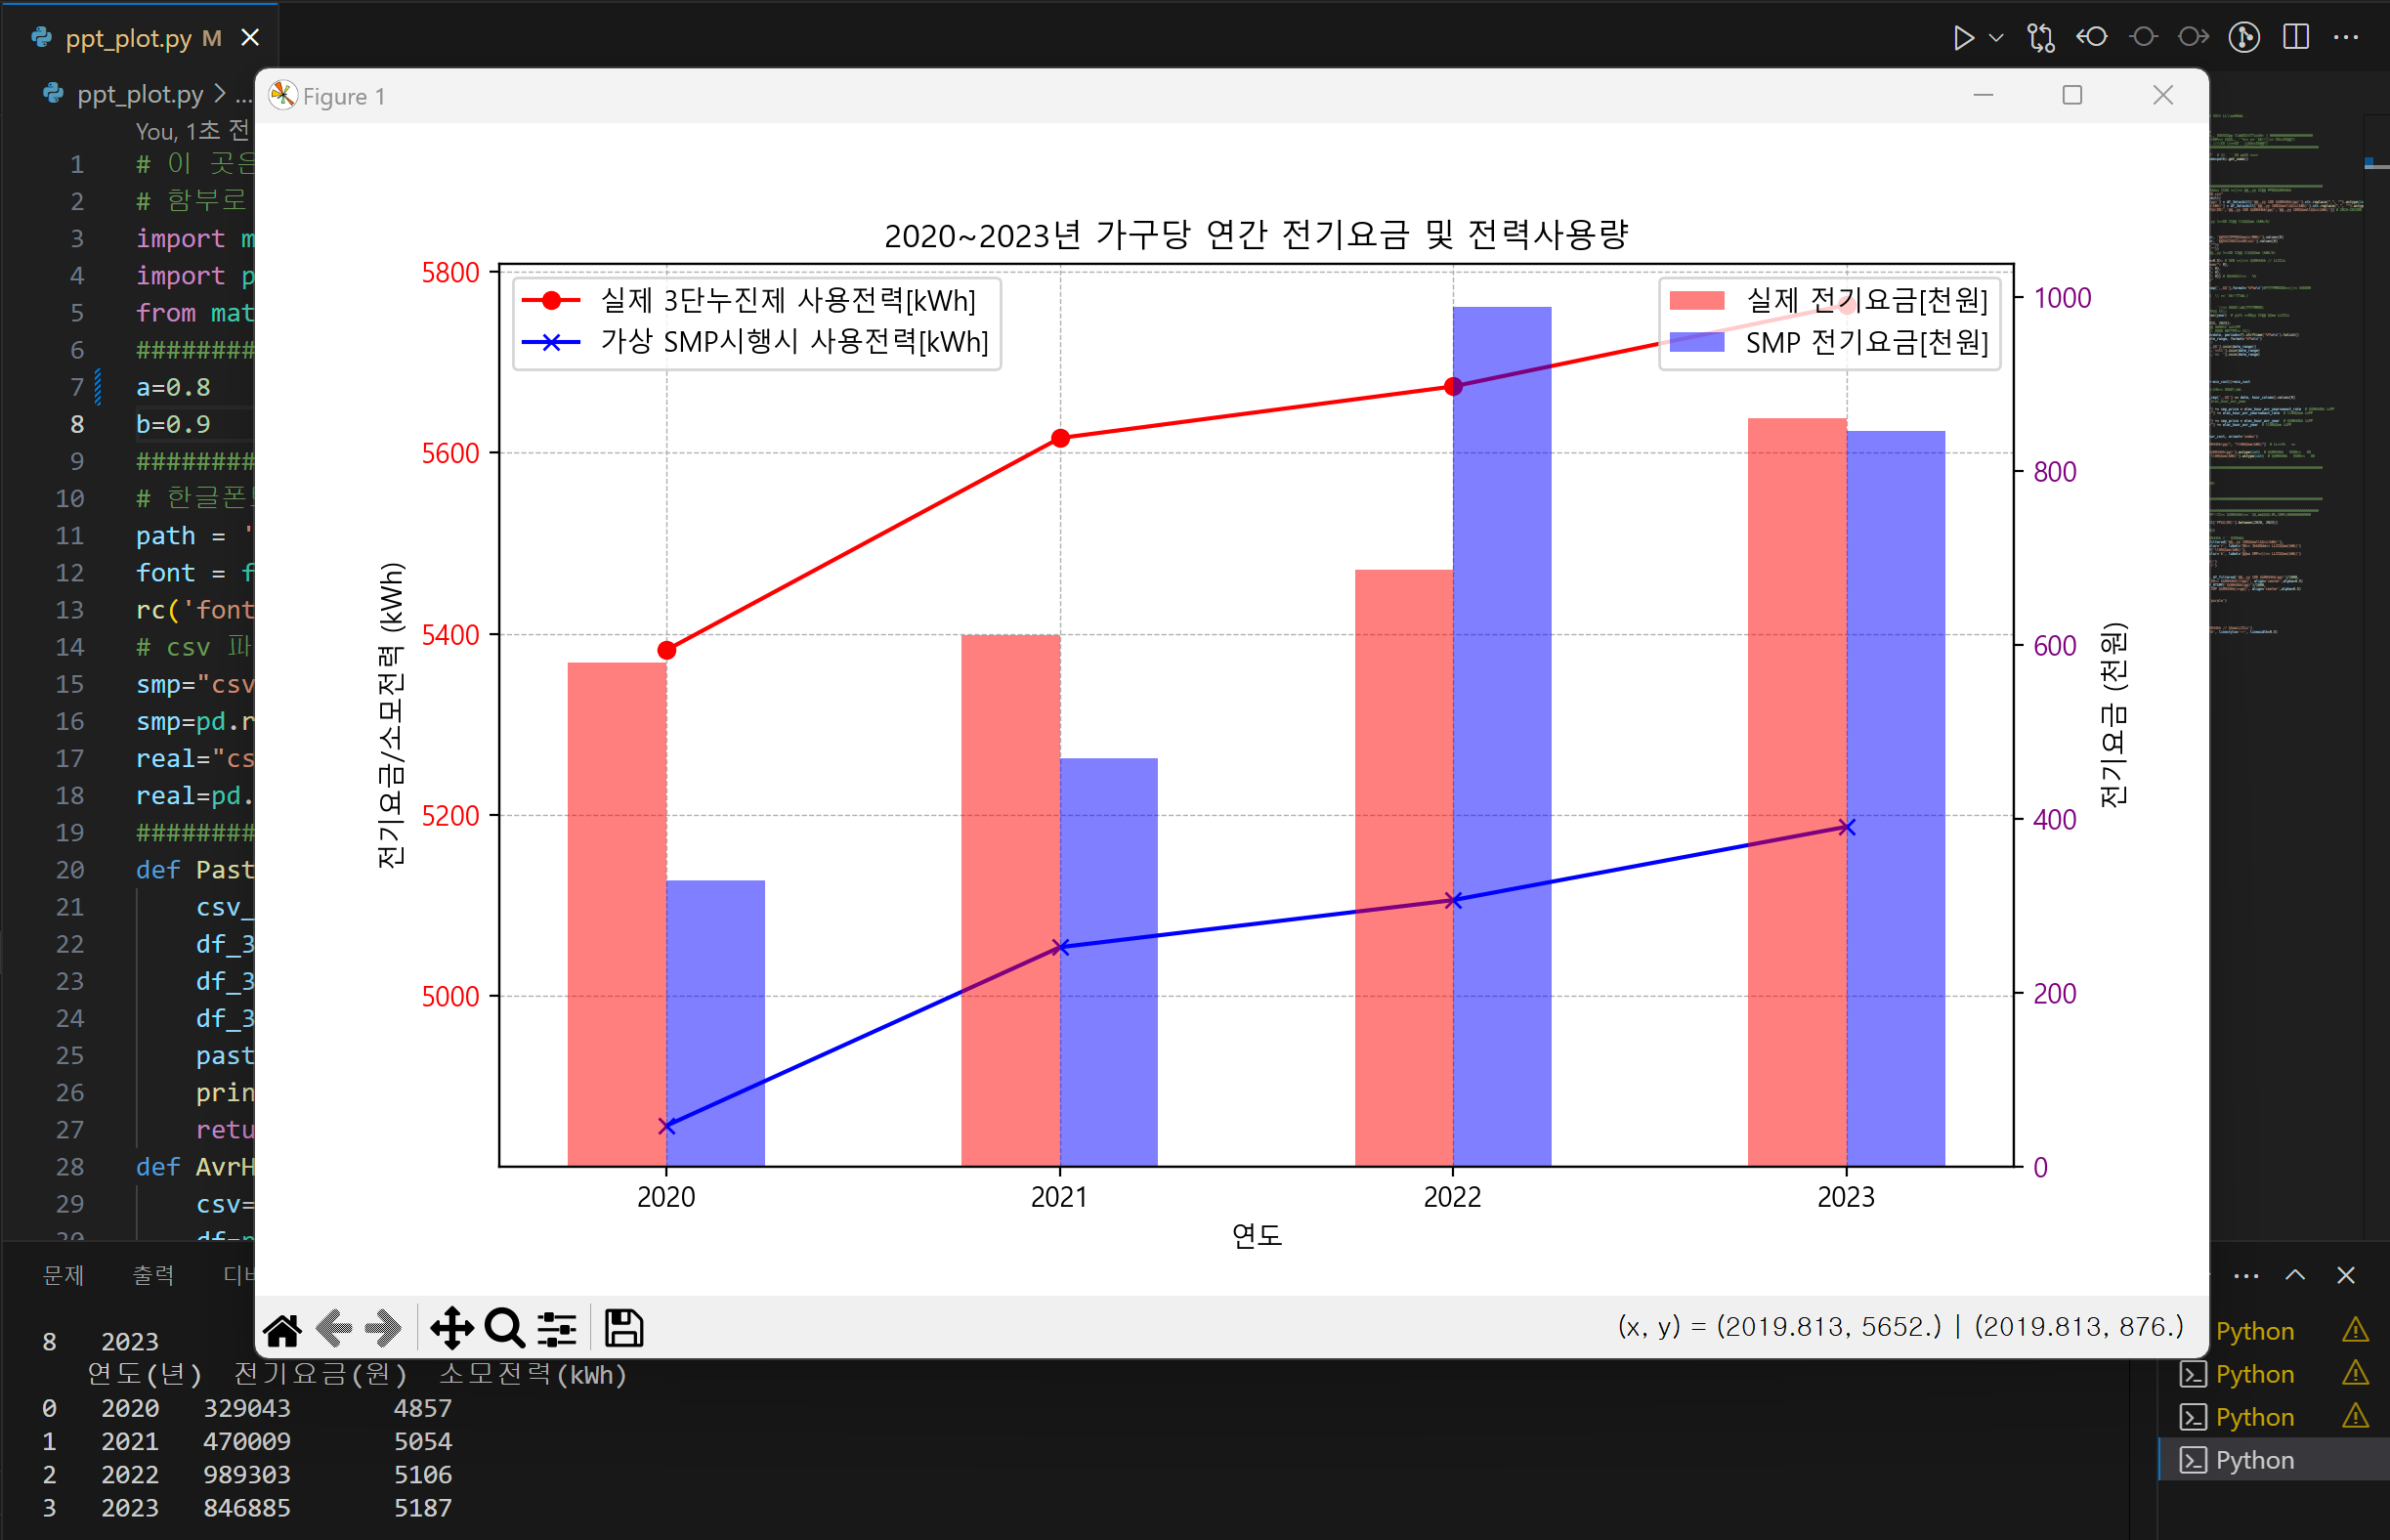 ppt_plot.py M
ppt_plot.py > ...
Figure 1
You, 1초 전
1 # 이 곳은
2 # 함부로
3 import m
4 import p
5 from mat
6 ########
7 a=0.8
8 b=0.9
9 ########
10 # 한글폰
11 path = '
12 font = f
13 rc('font
14 # csv 파
15 smp="csv
16 smp=pd.r
17 real="cs
18 real=pd.
19 ########
20 def Past
21 csv_
22 df_3
23 df_3
24 df_3
25 past
26 prin
27 retu
28 def AvrH
29 csv=
30 df=p
2020~2023년 가구당 연간 전기요금 및 전력사용량
실제 3단누진제 사용전력[kWh]
가상 SMP시행시 사용전력[kWh]
실제 전기요금[천원]
SMP 전기요금[천원]
전기요금/소모전력 (kWh)
5800
5600
5400
5200
5000
1000
800
600
400
200
0
전기요금 (천원)
2020 2021 2022 2023
연도
(x, y) = (2019.813, 5652.) | (2019.813, 876.)
문제 출력 디버
8 2023
연도(년) 전기요금(원) 소모전력(kWh)
0 2020 329043 4857
1 2021 470009 5054
2 2022 989303 5106
3 2023 846885 5187
Python
Python
Python
Python